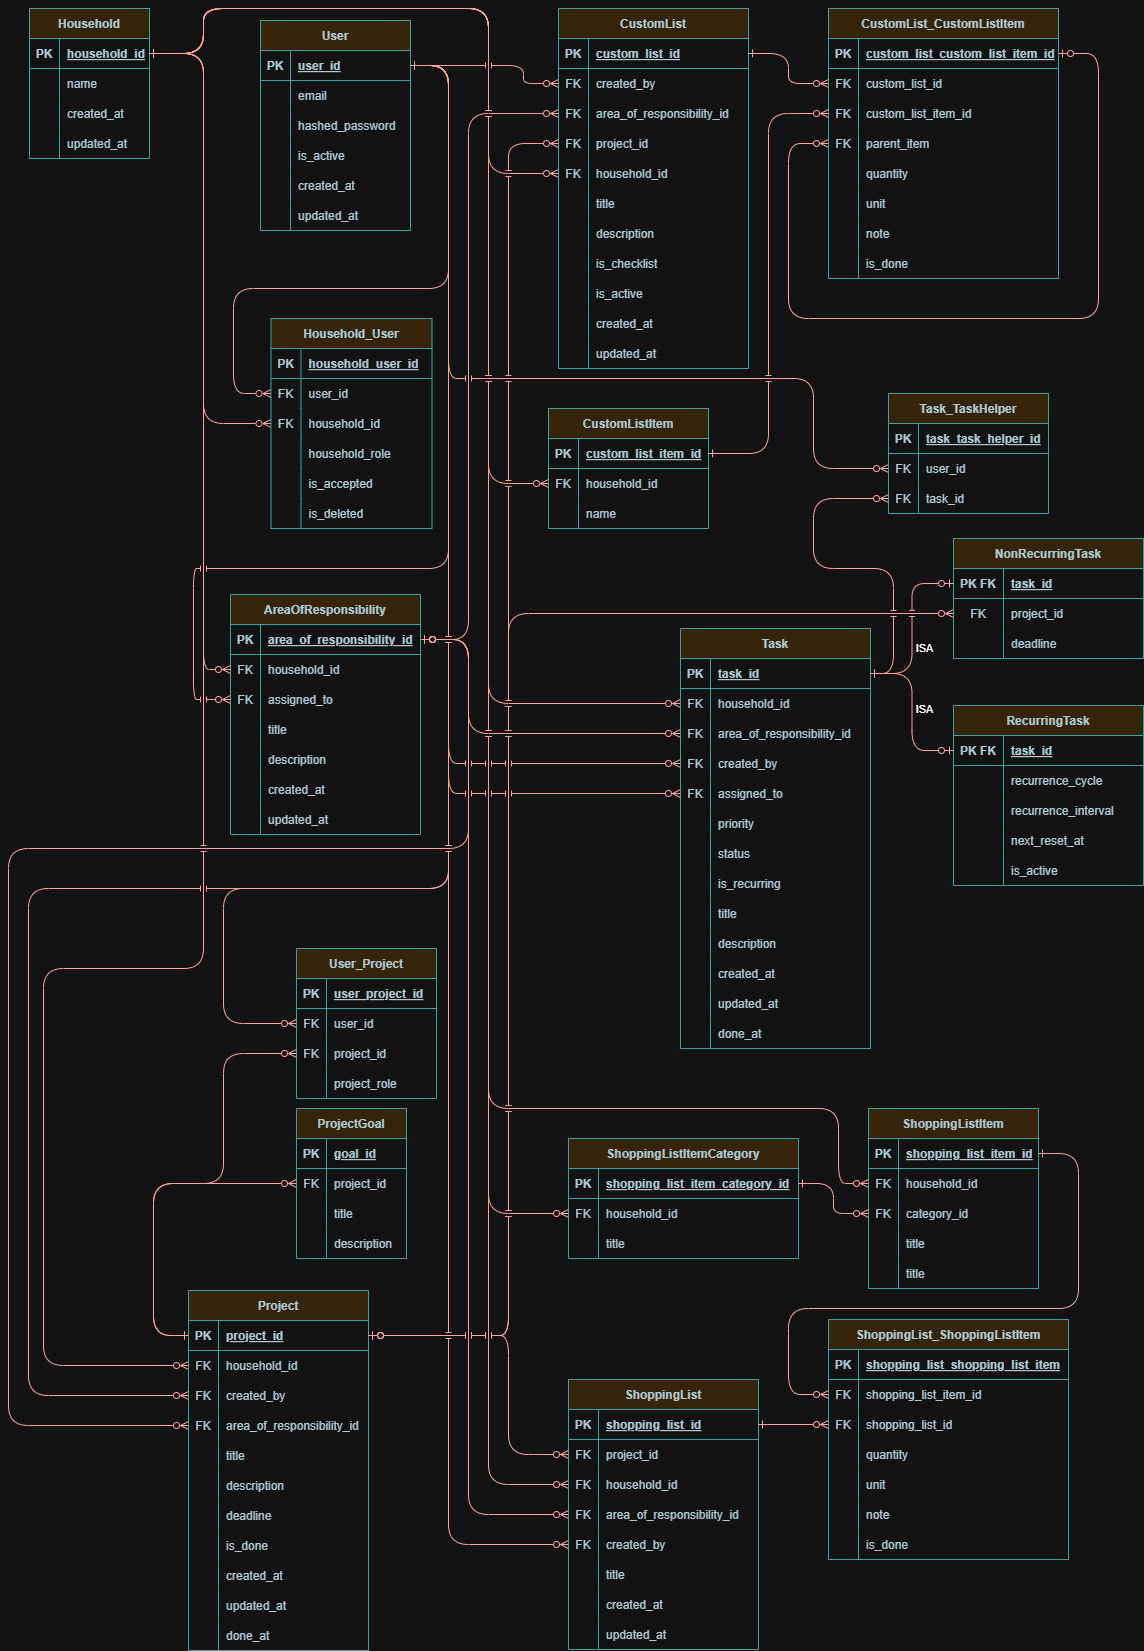 Household
PK household_id
name
created_at
updated_at
User
PK user_id
email
hashed_password
is_active
created_at
updated_at
CustomList
PK custom_list_id
FK created_by
FK area_of_responsibility_id
FK project_id
FK household_id
title
description
is_checklist
is_active
created_at
updated_at
CustomList_CustomListItem
PK custom_list_custom_list_item_id
FK custom_list_id
FK custom_list_item_id
FK parent_item
quantity
unit
note
is_done
Household_User
PK household_user_id
FK user_id
FK household_id
household_role
is_accepted
is_deleted
CustomListItem
PK custom_list_item_id
FK household_id
name
Task_TaskHelper
PK task_task_helper_id
FK user_id
FK task_id
NonRecurringTask
PK FK task_id
FK project_id
deadline
ISA
ISA
RecurringTask
PK FK task_id
recurrence_cycle
recurrence_interval
next_reset_at
is_active
AreaOfResponsibility
PK area_of_responsibility_id
FK household_id
FK assigned_to
title
description
created_at
updated_at
Task
PK task_id
FK household_id
FK area_of_responsibility_id
FK created_by
FK assigned_to
priority
status
is_recurring
title
description
created_at
updated_at
done_at
User_Project
PK user_project_id
FK user_id
FK project_id
project_role
ProjectGoal
PK goal_id
FK project_id
title
description
ShoppingListItemCategory
PK shopping_list_item_category_id
FK household_id
title
ShoppingListItem
PK shopping_list_item_id
FK household_id
FK category_id
title
title
Project
PK project_id
FK household_id
FK created_by
FK area_of_responsibility_id
title
description
deadline
is_done
created_at
updated_at
done_at
ShoppingList
PK shopping_list_id
FK project_id
FK household_id
FK area_of_responsibility_id
FK created_by
title
created_at
updated_at
ShoppingList_ShoppingListItem
PK shopping_list_shopping_list_item
FK shopping_list_item_id
FK shopping_list_id
quantity
unit
note
is_done